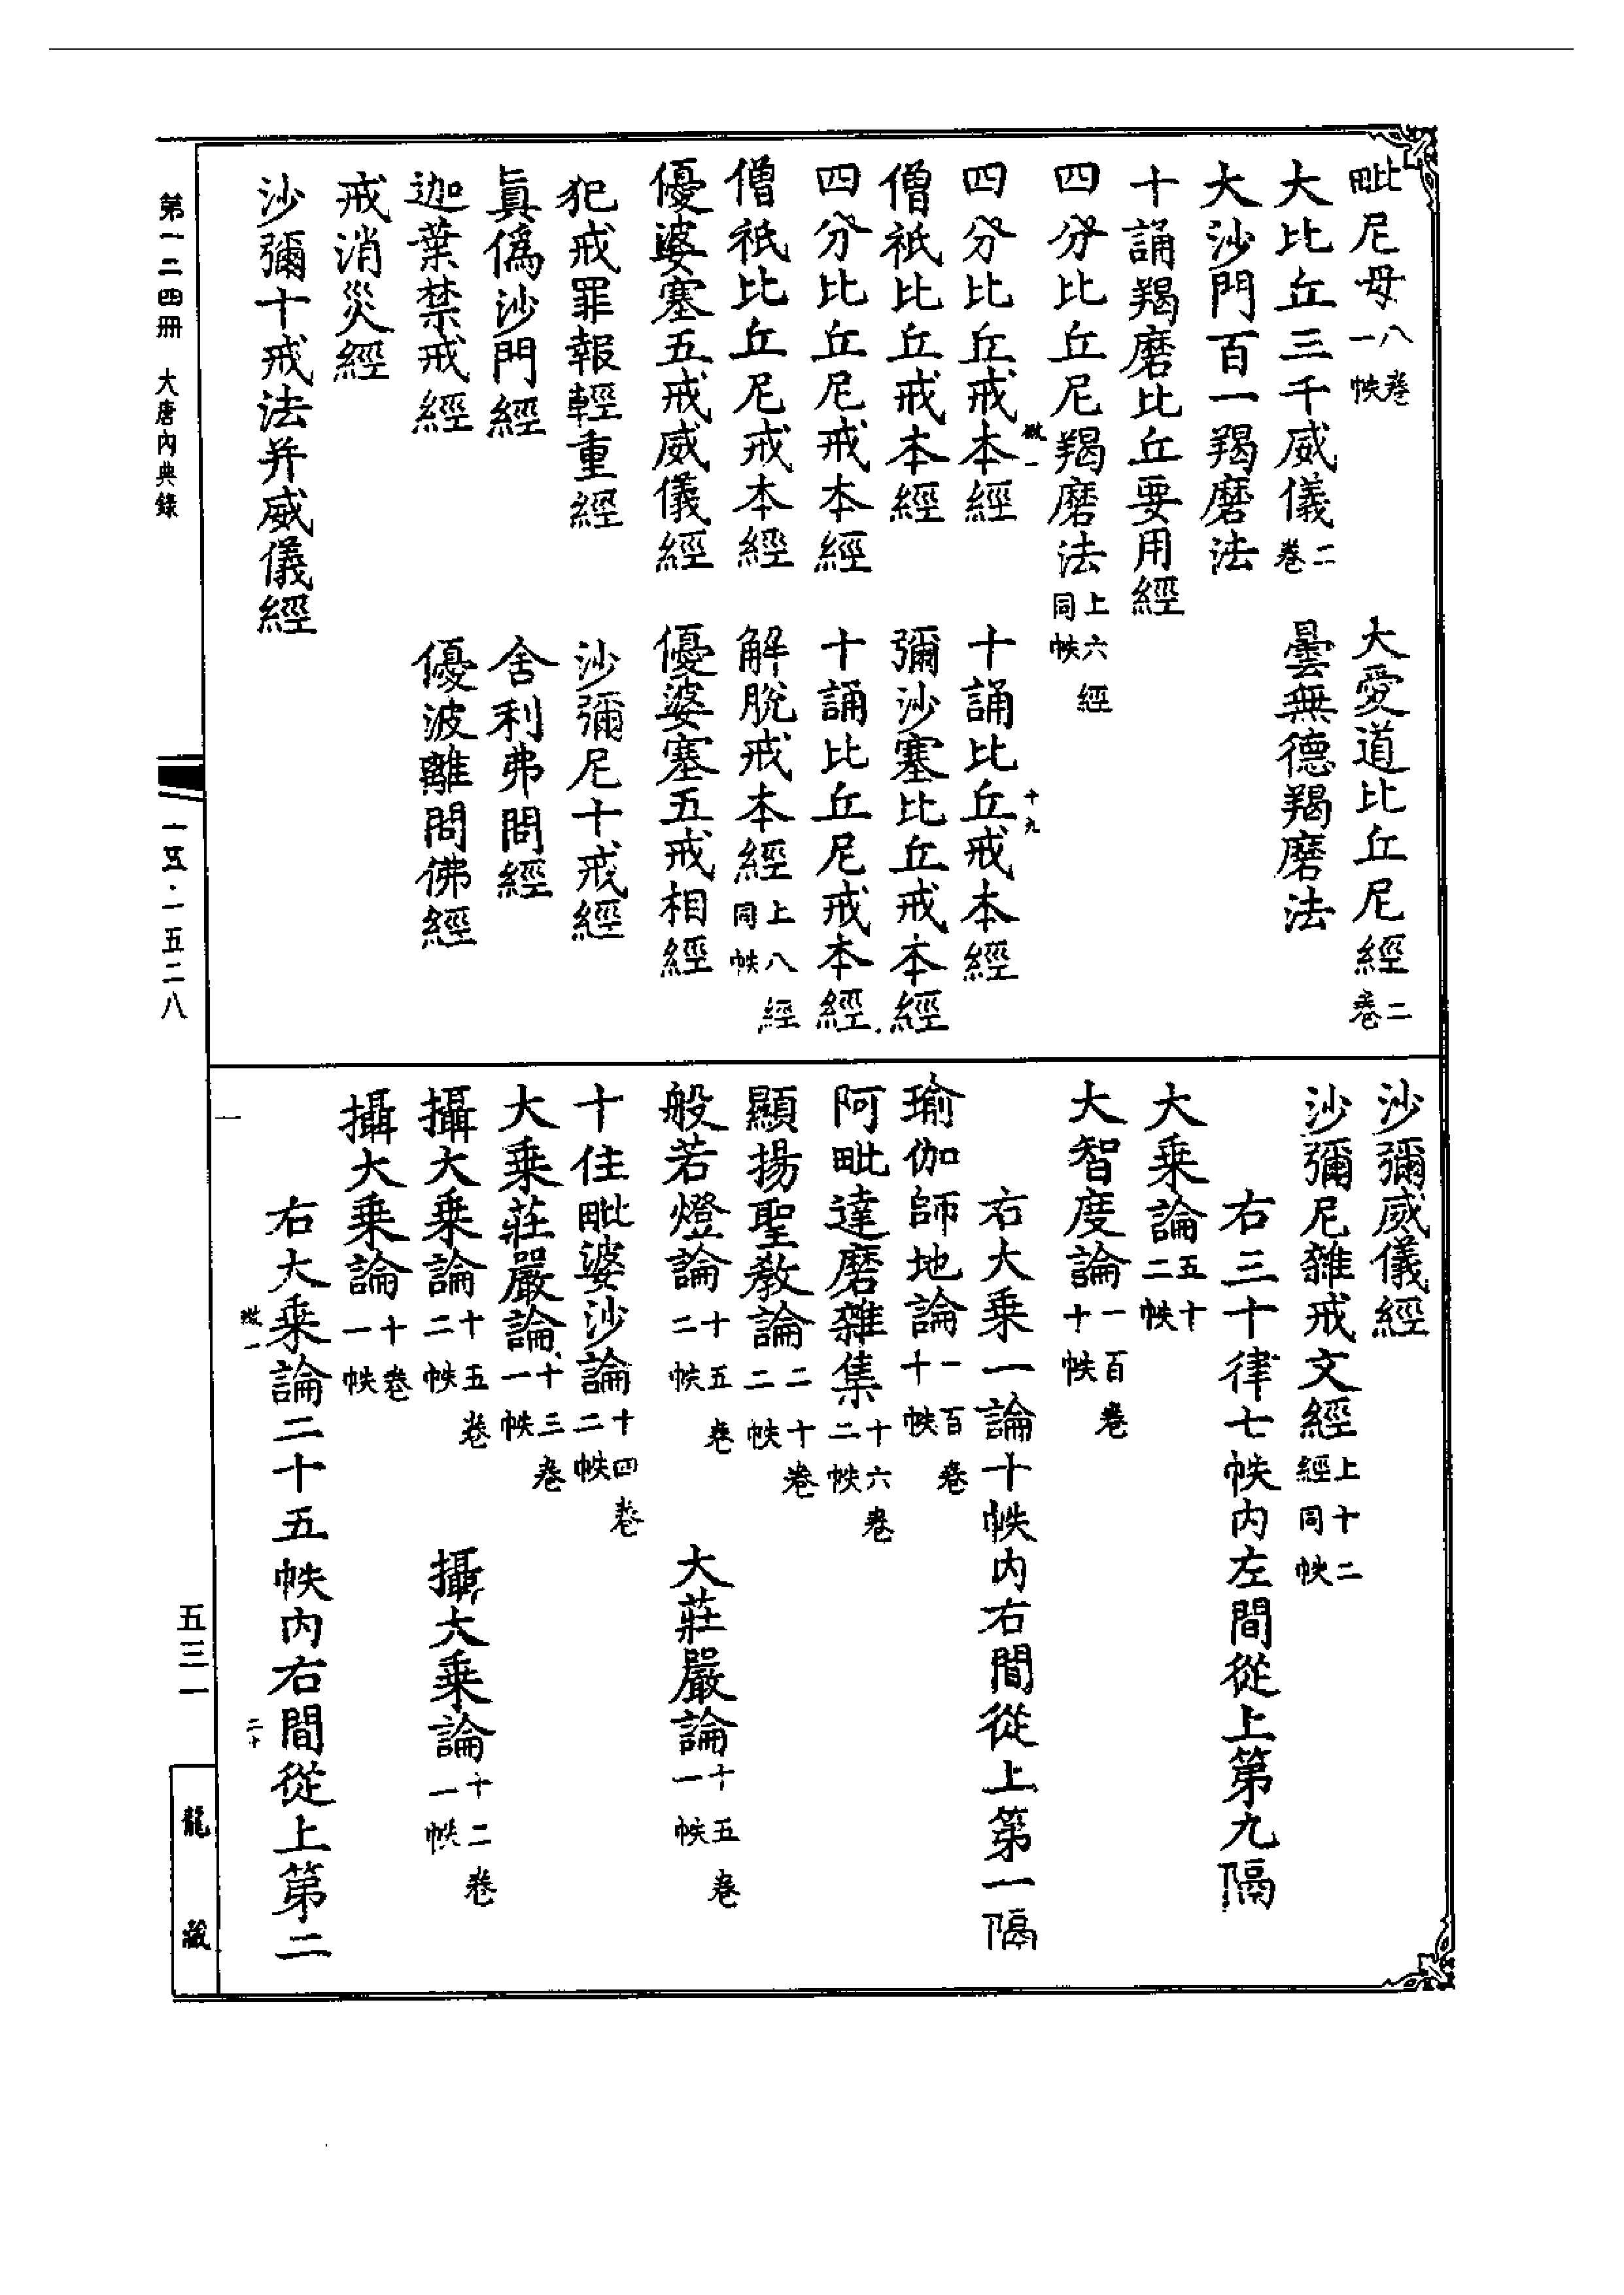 毗尼母八卷一帙　大愛道比丘尼經二卷
大比丘三千威儀二卷　曇無德羯磨法
大沙門百一羯磨法
十誦羯磨比丘要用經
四分比丘尼羯磨法上六經同帙
四分比丘戒本經　十誦比丘戒本經
僧祇比丘戒本經　彌沙塞比丘戒本經
四分比丘尼戒本經　十誦比丘尼戒本經
僧祇比丘尼戒本經　解脫戒本經上八經同帙
優婆塞五戒威儀經　優婆塞五戒相經
犯戒罪報輕重經　沙彌尼十戒經
真偽沙門經　舍利弗問經
迦葉禁戒經　優波離問佛經
戒消災經
沙彌十戒法并威儀經
沙彌威儀經
沙彌尼雜戒文經上十二經同帙
右三十律七帙内左間從上第九隔
大乗論五十二帙
大智度論一百卷十帙
右大乗一論十帙内右間從上第一隔
瑜伽師地論一百卷十帙
阿毗達磨雜集十六卷二帙
顯揚聖教論二十卷二帙
般若燈論十五卷二帙　大莊嚴論十五卷一帙
十住毗婆沙論十四卷二帙
大乗莊嚴論十三卷一帙
攝大乗論十五卷二帙　攝大乗論十二卷一帙
攝大乗論十卷一帙
右大乗論二十五帙内右間從上第二
十九
二十
第一二四冊　大唐內典錄
一五·一五二八
五三一
龍藏